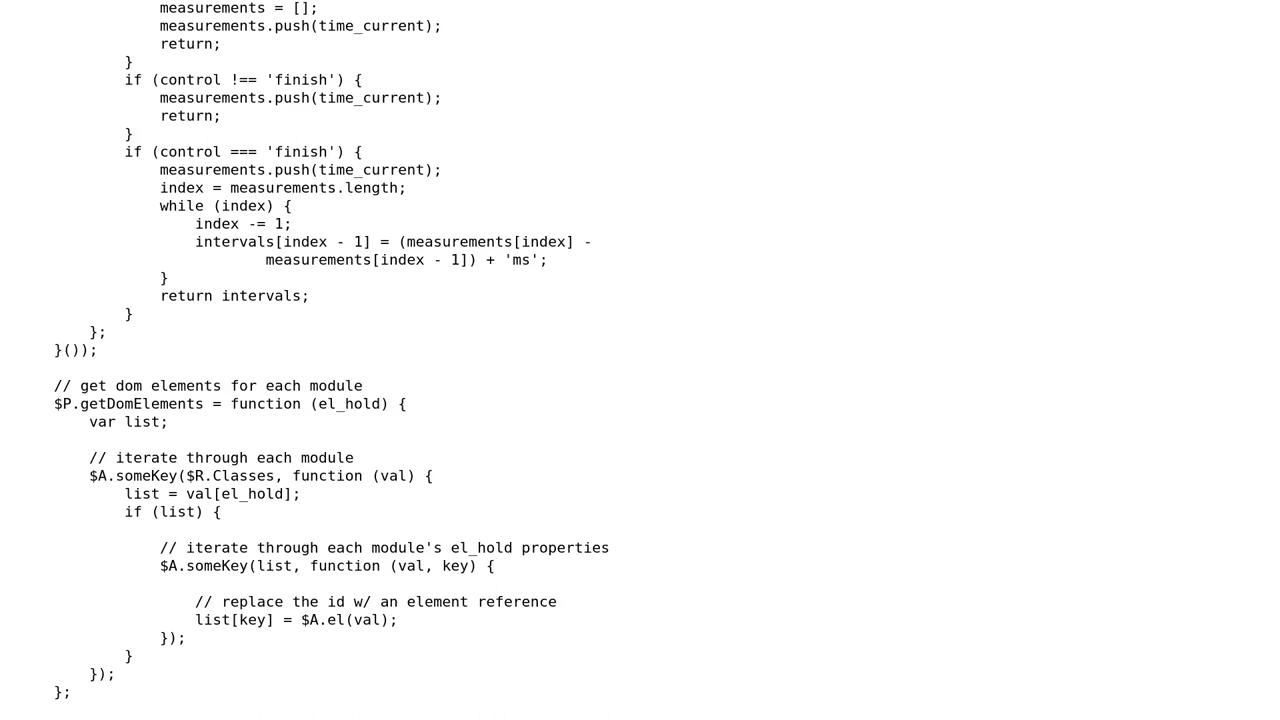 measurements = [];
            measurements.push(time_current);
            return;
        }
        if (control !== 'finish') {
            measurements.push(time_current);
            return;
        }
        if (control === 'finish') {
            measurements.push(time_current);
            index = measurements.length;
            while (index) {
                index -= 1;
                intervals[index - 1] = (measurements[index] -
                        measurements[index - 1]) + 'ms';
            }
            return intervals;
        }
    };
}());

// get dom elements for each module
$P.getDomElements = function (el_hold) {
    var list;

    // iterate through each module
    $A.someKey($R.Classes, function (val) {
        list = val[el_hold];
        if (list) {

            // iterate through each module's el_hold properties
            $A.someKey(list, function (val, key) {

                // replace the id w/ an element reference
                list[key] = $A.el(val);
            });
        }
    });
};